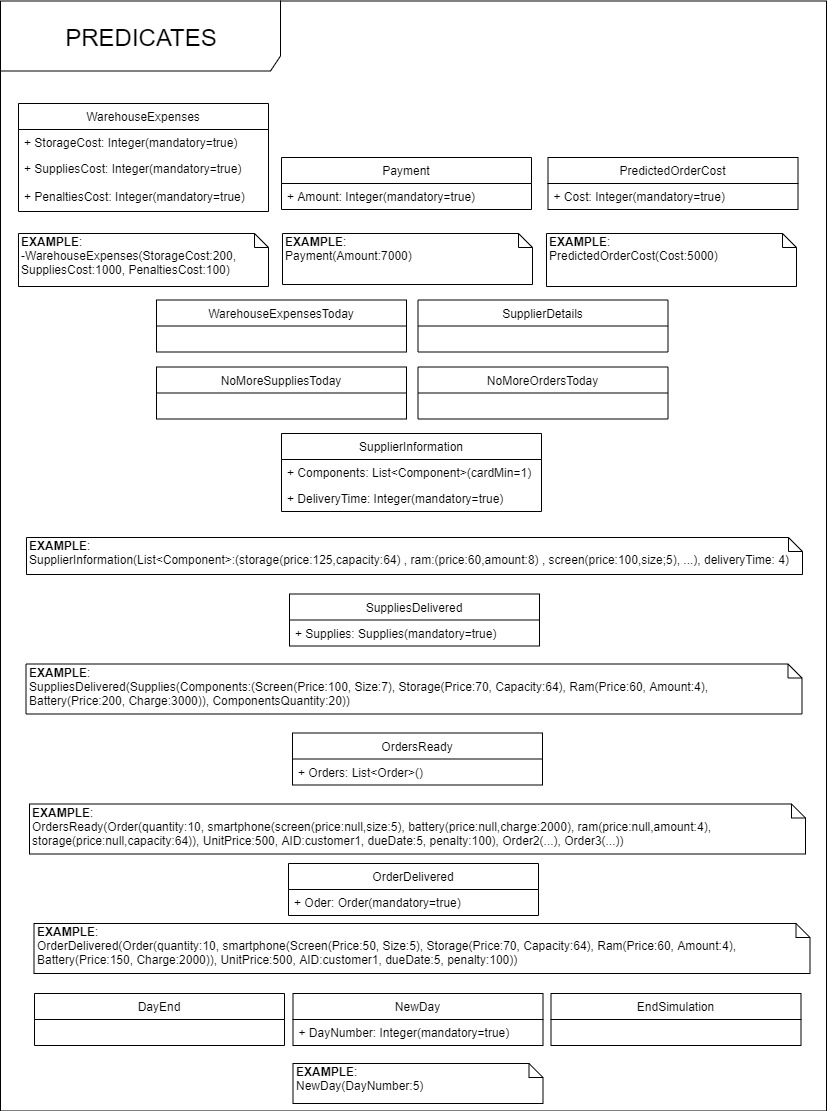 PREDICATES
WarehouseExpenses
+ StorageCost: Integer(mandatory=true)
+ SuppliesCost: Integer(mandatory=true)
+ PenaltiesCost: Integer(mandatory=true)
Payment
+ Amount: Integer(mandatory=true)
PredictedOrderCost
+ Cost: Integer(mandatory=true)
EXAMPLE:
-WarehouseExpenses(StorageCost:200,
SuppliesCost:1000, PenaltiesCost:100)
EXAMPLE:
Payment(Amount:7000)
EXAMPLE:
PredictedOrderCost(Cost:5000)
WarehouseExpensesToday
SupplierDetails
NoMoreSuppliesToday
NoMoreOrdersToday
SupplierInformation
+ Components: List<Component>(cardMin=1)
+ DeliveryTime: Integer(mandatory=true)
EXAMPLE:
SupplierInformation(List<Component>:(storage(price:125,capacity:64) , ram:(price:60,amount:8) , screen(price:100,size;5), ...), deliveryTime: 4)
SuppliesDelivered
+ Supplies: Supplies(mandatory=true)
EXAMPLE:
SuppliesDelivered(Supplies(Components:(Screen(Price:100, Size:7), Storage(Price:70, Capacity:64), Ram(Price:60, Amount:4),
Battery(Price:200, Charge:3000)), ComponentsQuantity:20))
OrdersReady
+ Orders: List<Order>()
EXAMPLE:
OrdersReady(Order(quantity:10, smartphone(screen(price:null,size:5), battery(price:null,charge:2000), ram(price:null,amount:4),
storage(price:null,capacity:64)), UnitPrice:500, AID:customer1, dueDate:5, penalty:100), Order2(...), Order3(...))
OrderDelivered
+ Oder: Order(mandatory=true)
EXAMPLE:
OrderDelivered(Order(quantity:10, smartphone(Screen(Price:50, Size:5), Storage(Price:70, Capacity:64), Ram(Price:60, Amount:4),
Battery(Price:150, Charge:2000)), UnitPrice:500, AID:customer1, dueDate:5, penalty:100))
DayEnd
NewDay
+ DayNumber: Integer(mandatory=true)
EndSimulation
EXAMPLE:
NewDay(DayNumber:5)